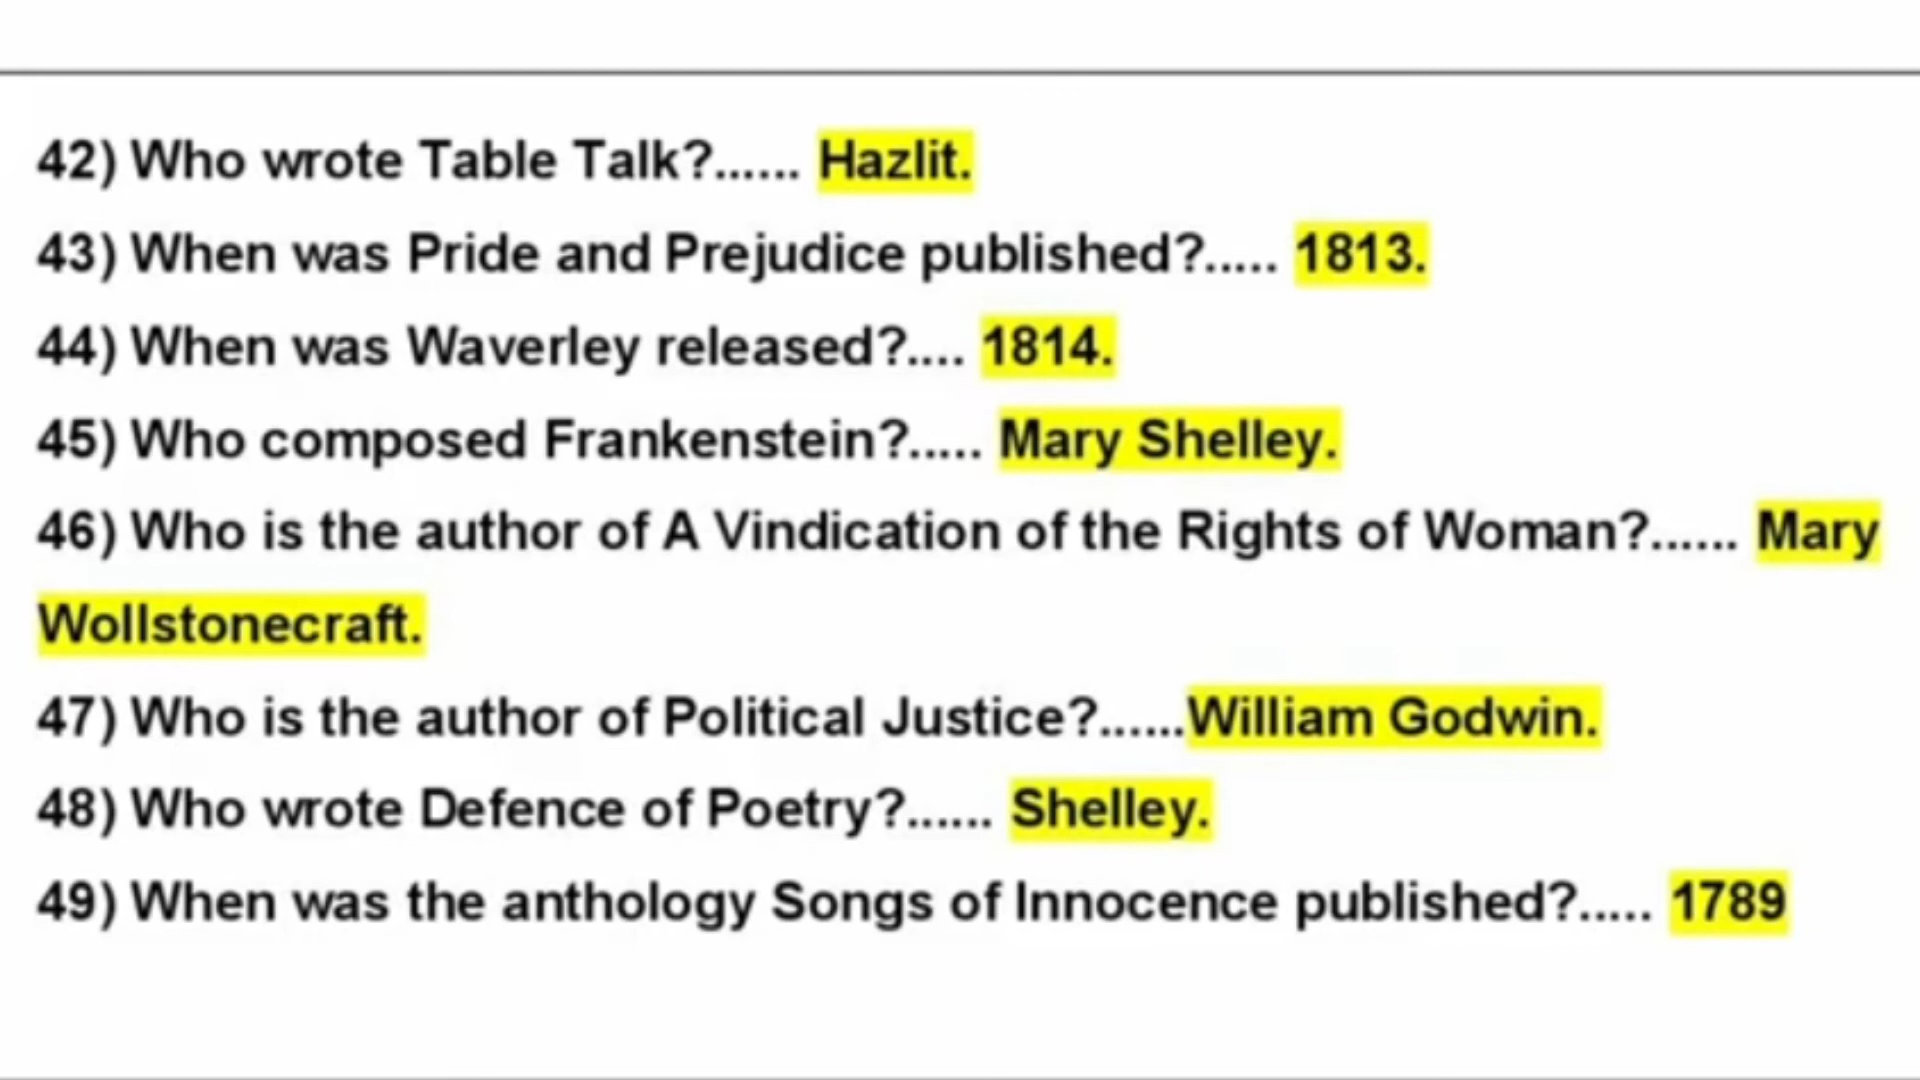 42) Who wrote Table Talk?...... Hazlit.
43) When was Pride and Prejudice published?..... 1813.
44) When was Waverley released?.... 1814.
45) Who composed Frankenstein?..... Mary Shelley.
46) Who is the author of A Vindication of the Rights of Woman?...... Mary
Wollstonecraft.
47) Who is the author of Political Justice?......William Godwin.
48) Who wrote Defence of Poetry?...... Shelley.
49) When was the anthology Songs of Innocence published?..... 1789